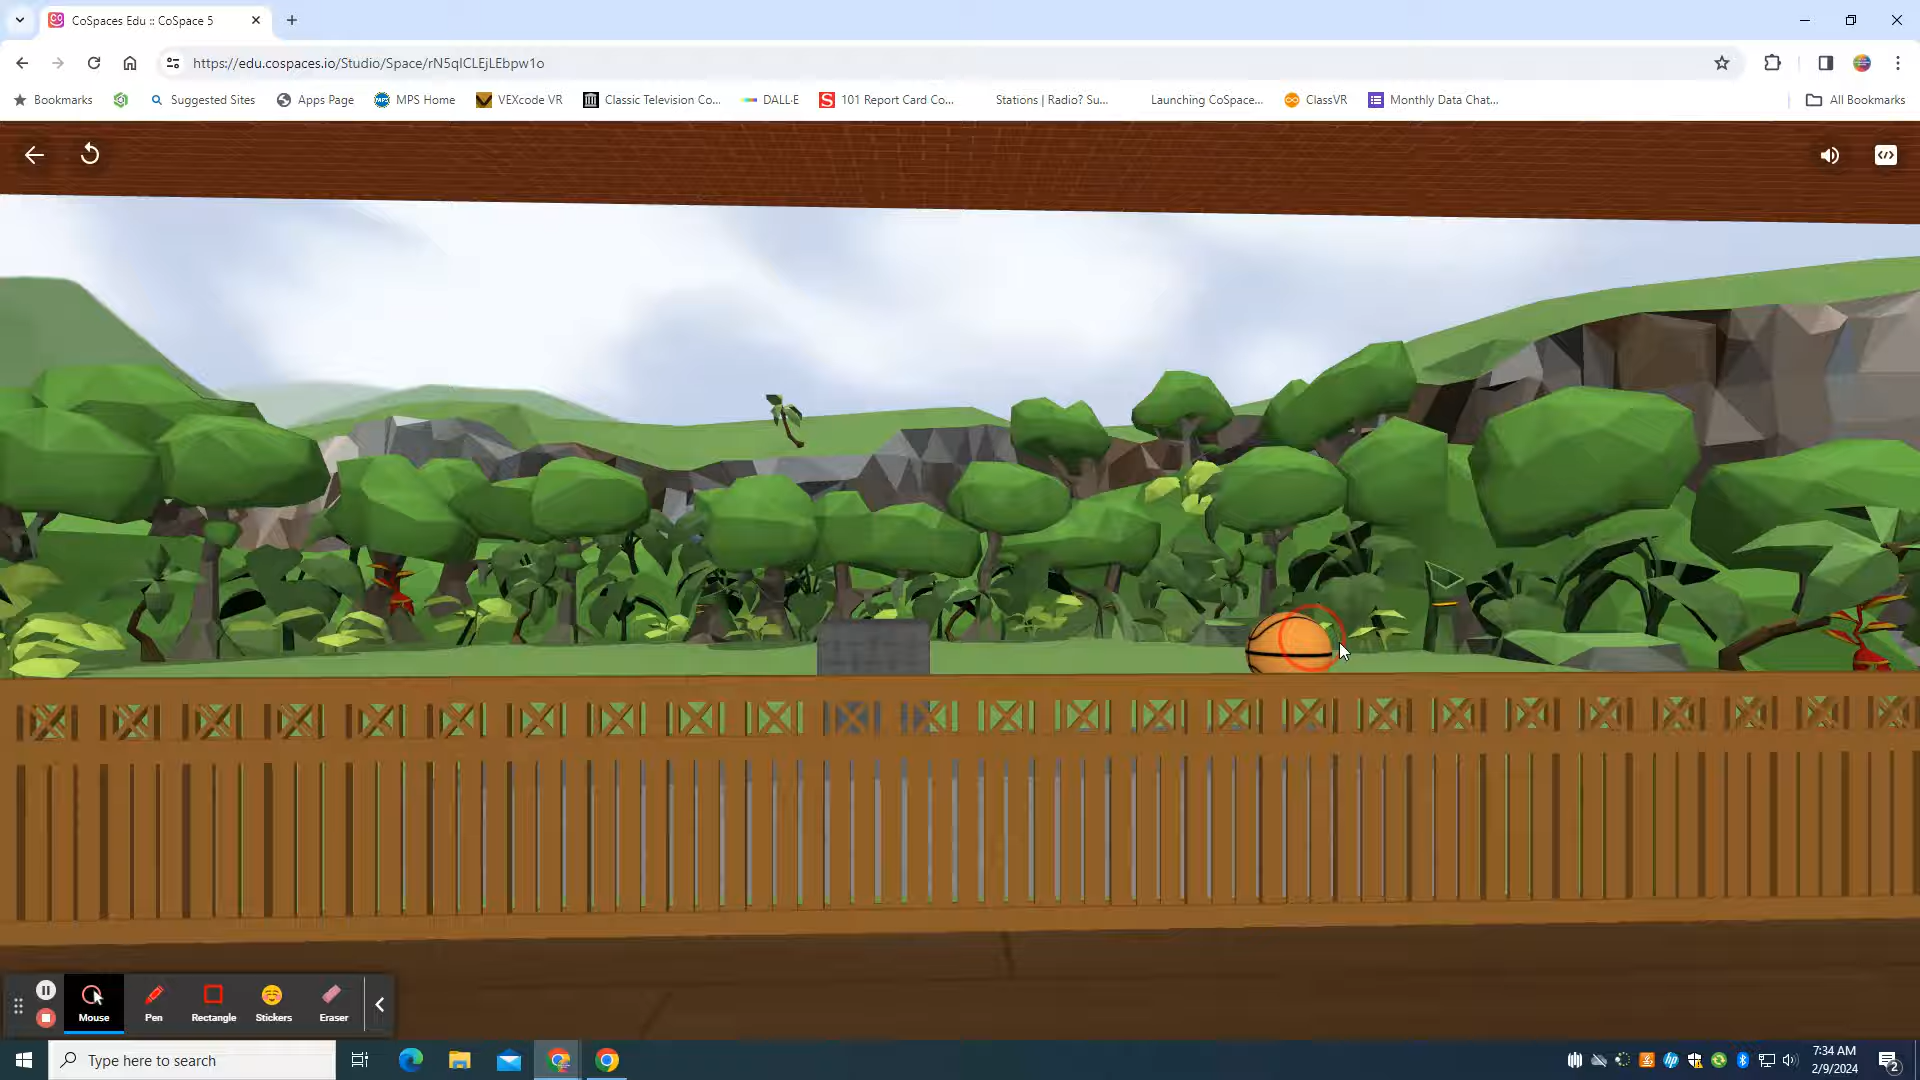 CoSpaces Edu :: CoSpace 5
https://edu.cospaces.io/Studio/Space/rN5qlCLEjLEbpw1o
Bookmarks Suggested Sites Apps Page MPS Home VEXcode VR Classic Television Co... DALL·E 101 Report Card Co... Stations | Radio? Su... Launching CoSpace... ClassVR Monthly Data Chat... All Bookmarks
Mouse Pen Rectangle Stickers Eraser
Type here to search
7:34 AM
2/9/2024
2